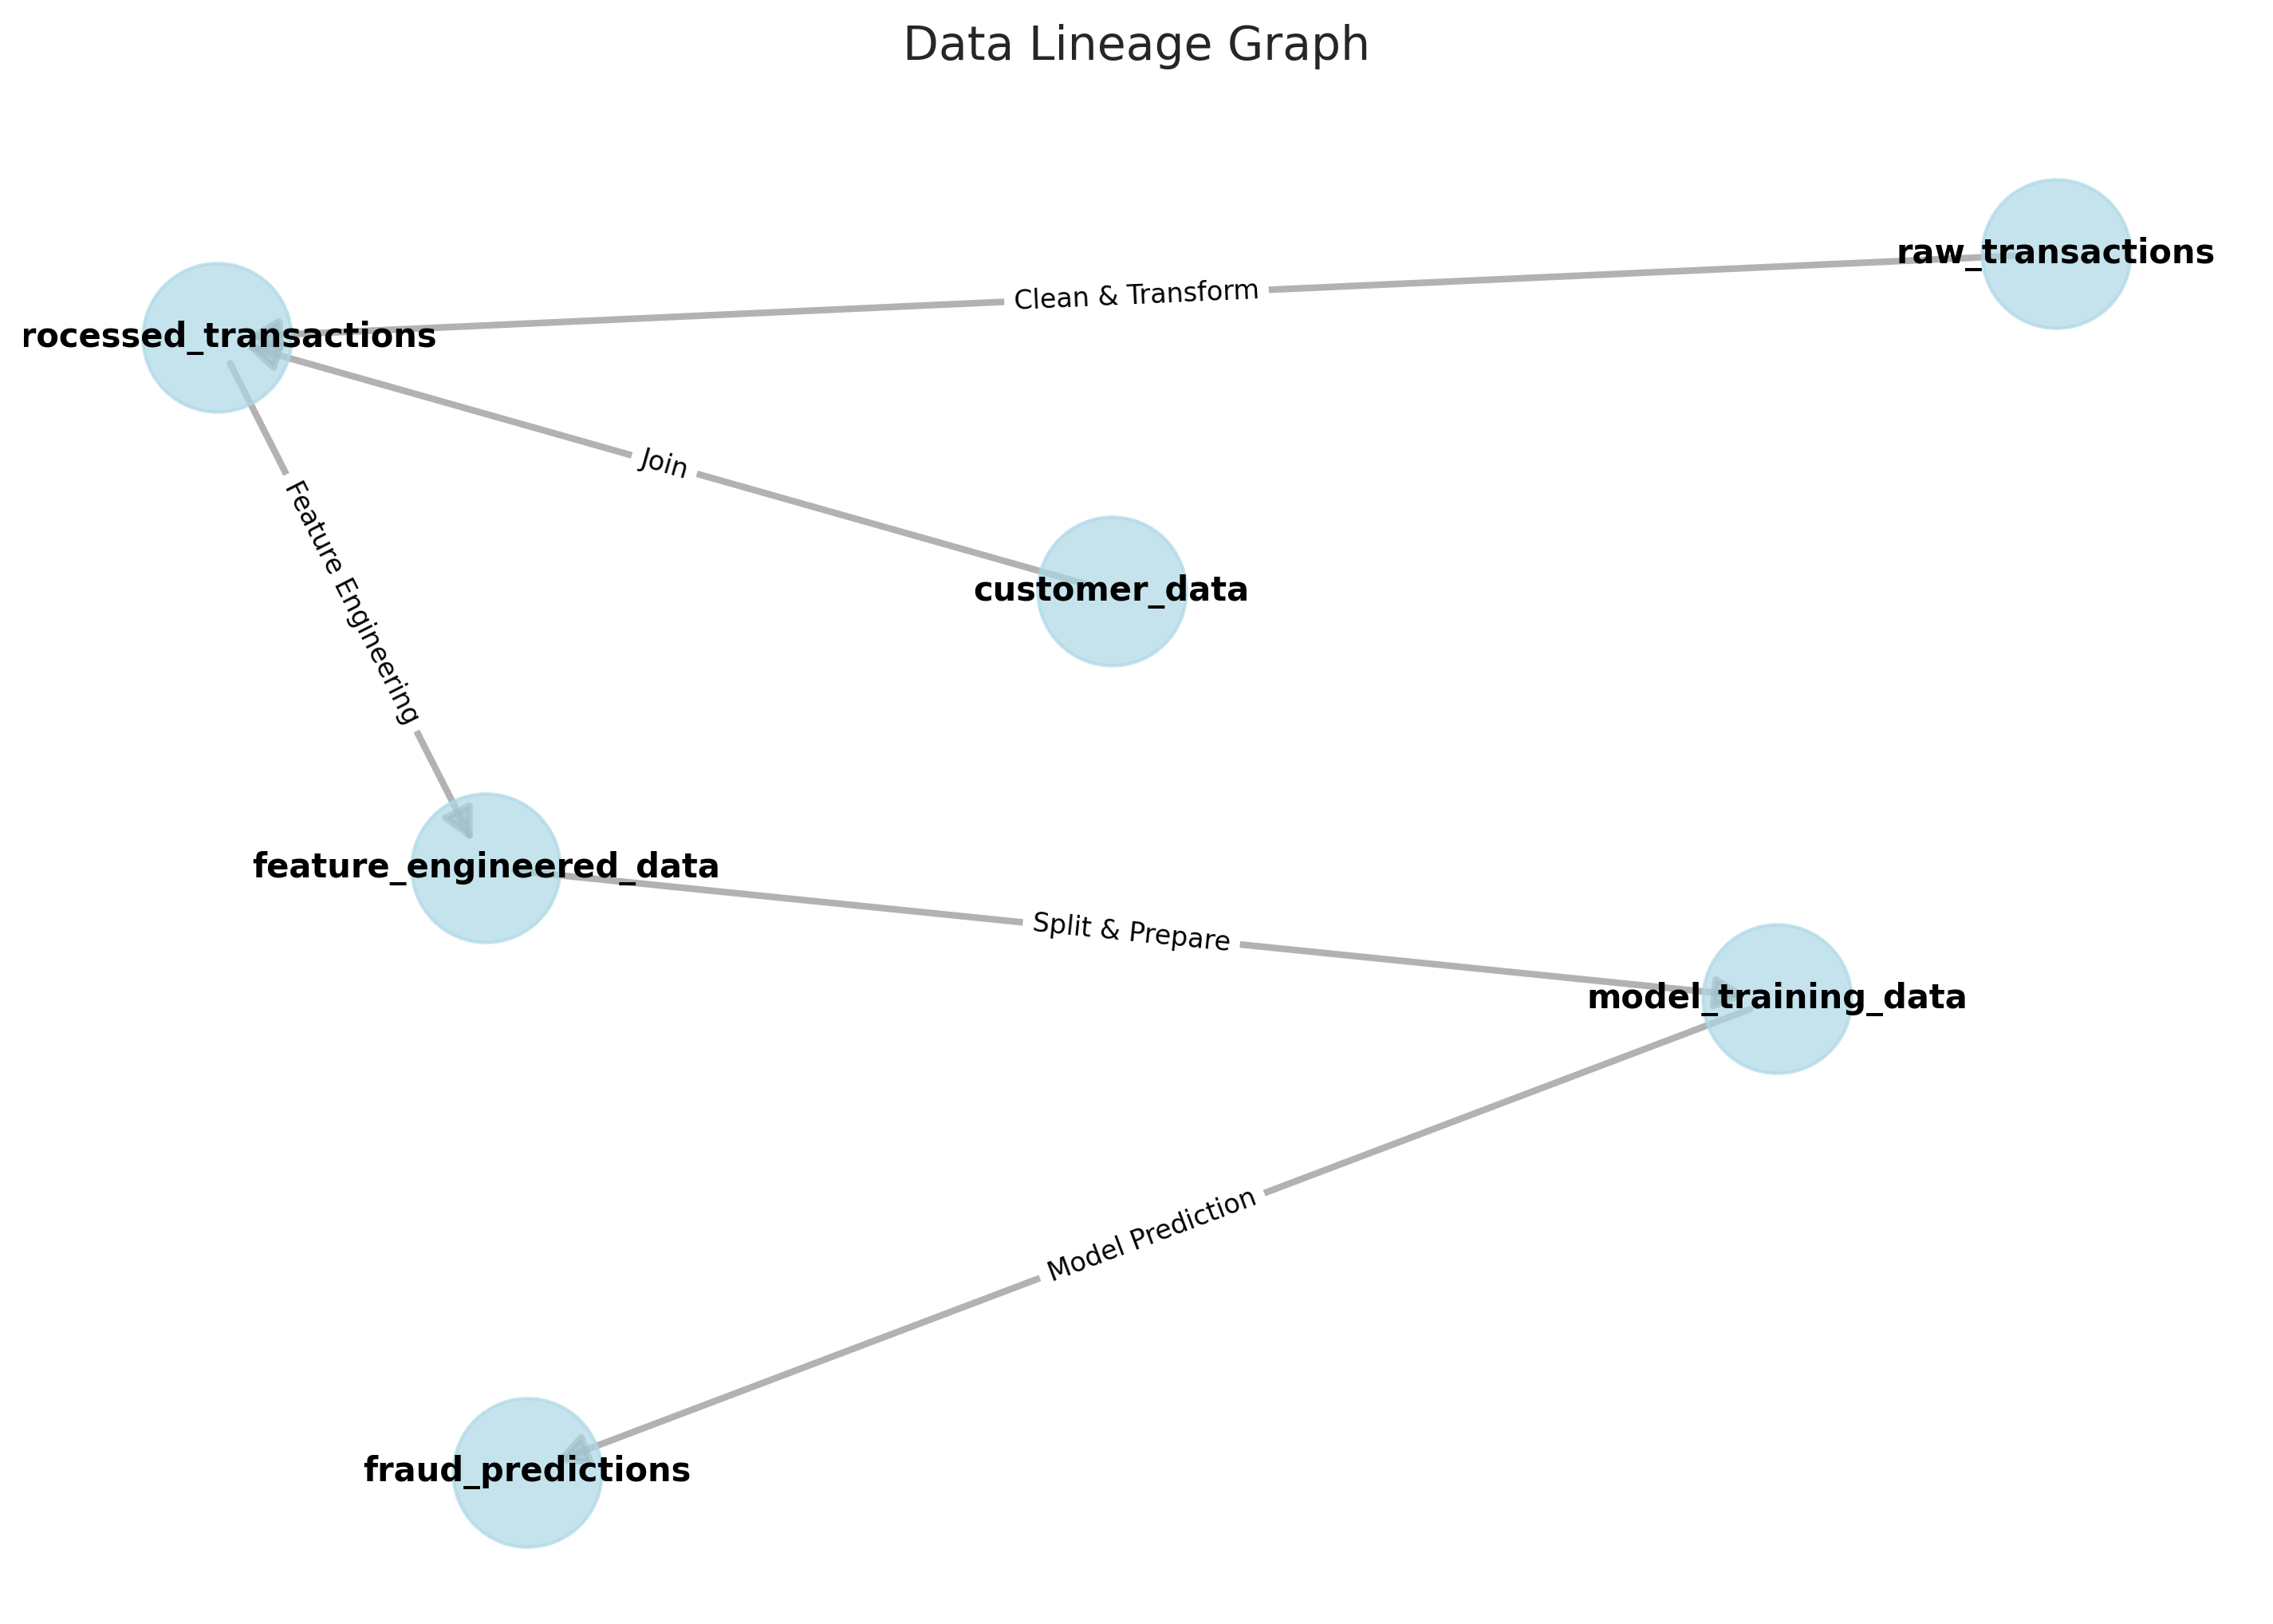 Data Lineage Graph
raw_transactions
Clean & Transform
rocessed_transactions
Join
customer_data
Feature Engineering
feature_engineered_data
Split & Prepare
model_training_data
Model Prediction
fraud_predictions